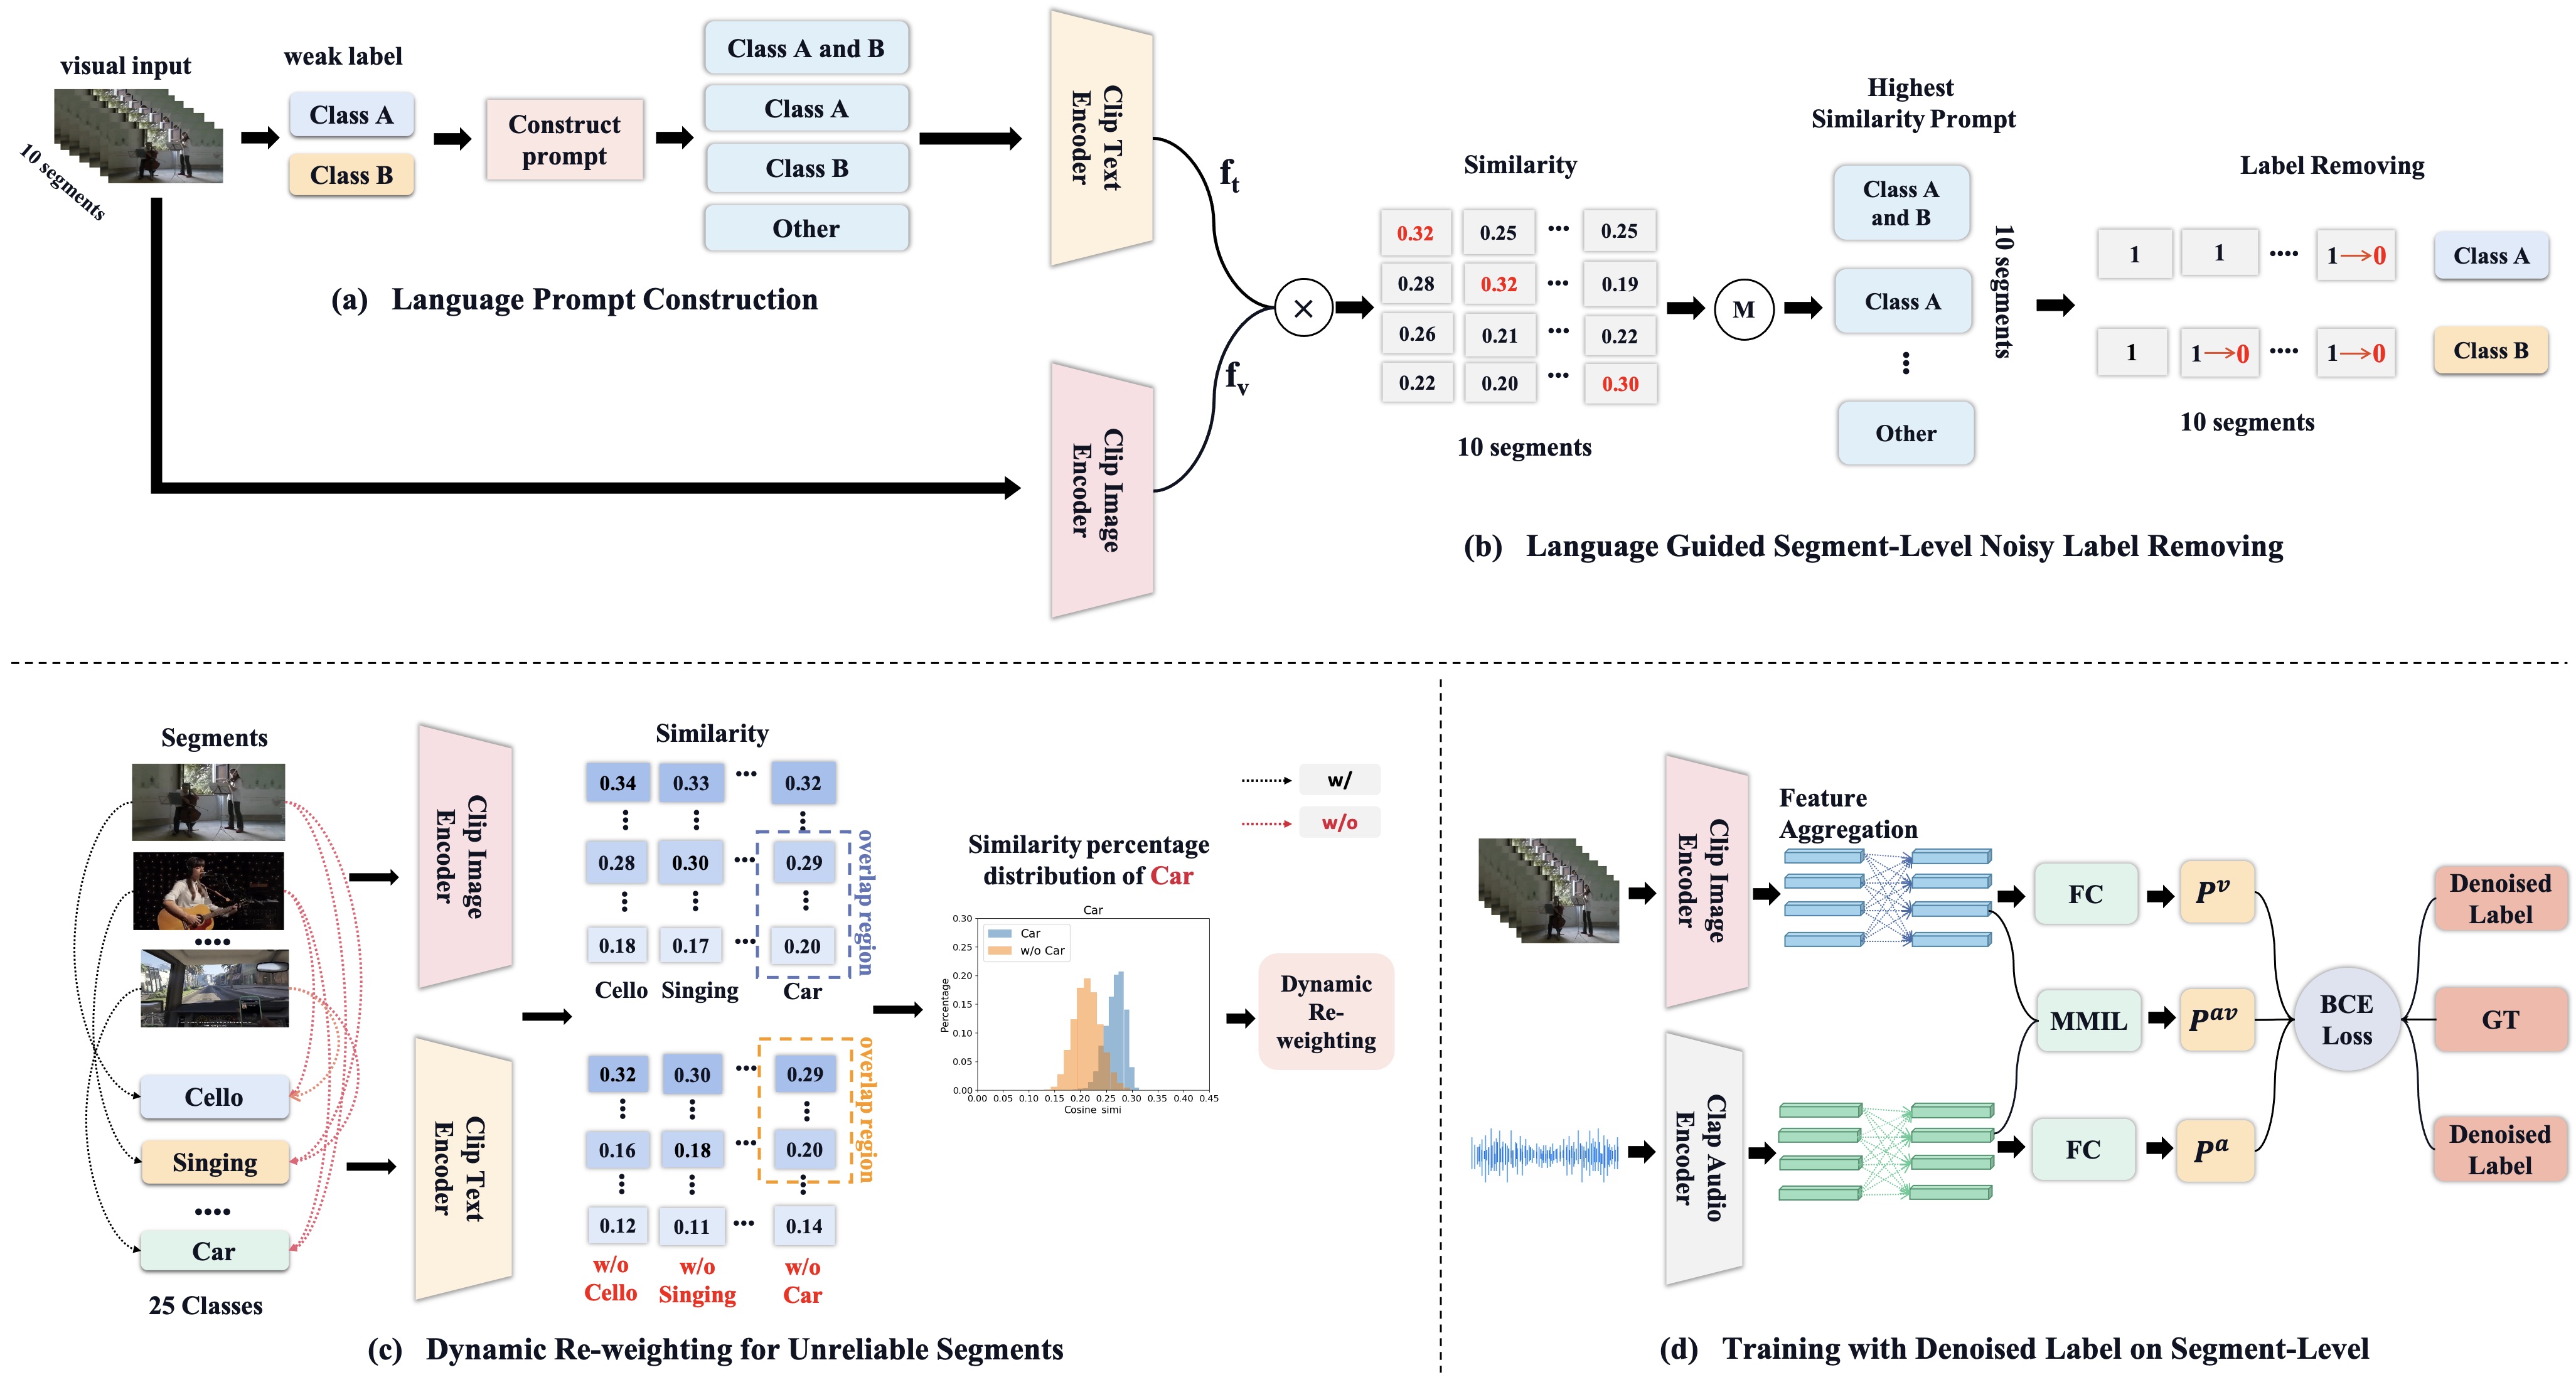 visual input
10 segments
weak label
Class A
Class B
Construct
prompt
Class A and B
Class A
Class B
Other
(a) Language Prompt Construction
Clip Text
Encoder
Clip Image
Encoder
ft
fv
×
Similarity
0.32 0.25 ··· 0.25
0.28 0.32 ··· 0.19
0.26 0.21 ··· 0.22
0.22 0.20 ··· 0.30
10 segments
M
Highest
Similarity Prompt
Class A
and B
Class A
Other
10 segments
Label Removing
1 1 ···· 1→0 Class A
1 1→0 ···· 1→0 Class B
10 segments
(b) Language Guided Segment-Level Noisy Label Removing
Segments
····
Cello
Singing
····
Car
25 Classes
Clip Image
Encoder
Clip Text
Encoder
Similarity
0.34 0.33 ··· 0.32
0.28 0.30 ··· 0.29
0.18 0.17 ··· 0.20
Cello Singing Car
overlap region
0.32 0.30 ··· 0.29
0.16 0.18 ··· 0.20
0.12 0.11 ··· 0.14
w/o
Cello
w/o
Singing
w/o
Car
overlap region
w/
w/o
Similarity percentage
distribution of Car
Car
Car
w/o Car
Percentage
0.30
0.25
0.20
0.15
0.10
0.05
0.00
0.00 0.05 0.10 0.15 0.20 0.25 0.30 0.35 0.40 0.45
Cosine simi
Dynamic
Re-
weighting
(c) Dynamic Re-weighting for Unreliable Segments
Clip Image
Encoder
Clap Audio
Encoder
Feature
Aggregation
FC
MMIL
FC
Pv
Pav
Pa
BCE
Loss
Denoised
Label
GT
Denoised
Label
(d) Training with Denoised Label on Segment-Level